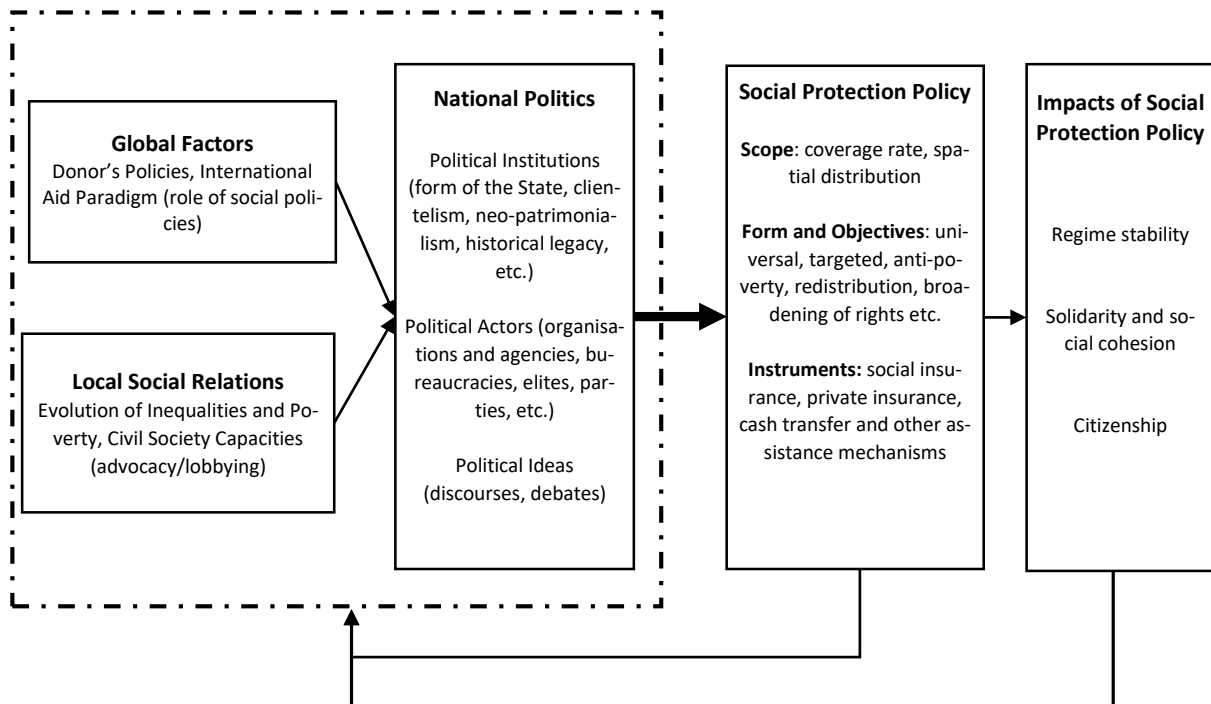 Global Factors
Donor’s Policies, International
Aid Paradigm (role of social poli-
cies)
Local Social Relations
Evolution of Inequalities and Po-
verty, Civil Society Capacities
(advocacy/lobbying)
National Politics
Political Institutions
(form of the State, clien-
telism, neo-patrimonia-
lism, historical legacy,
etc.)
Political Actors (organisa-
tions and agencies, bu-
reaucracies, elites, par-
ties, etc.)
Political Ideas
(discourses, debates)
Social Protection Policy
Scope: coverage rate, spa-
tial distribution
Form and Objectives: uni-
versal, targeted, anti-po-
verty, redistribution, broa-
dening of rights etc.
Instruments: social insu-
rance, private insurance,
cash transfer and other as-
sistance mechanisms
Impacts of Social
Protection Policy
Regime stability
Solidarity and so-
cial cohesion
Citizenship